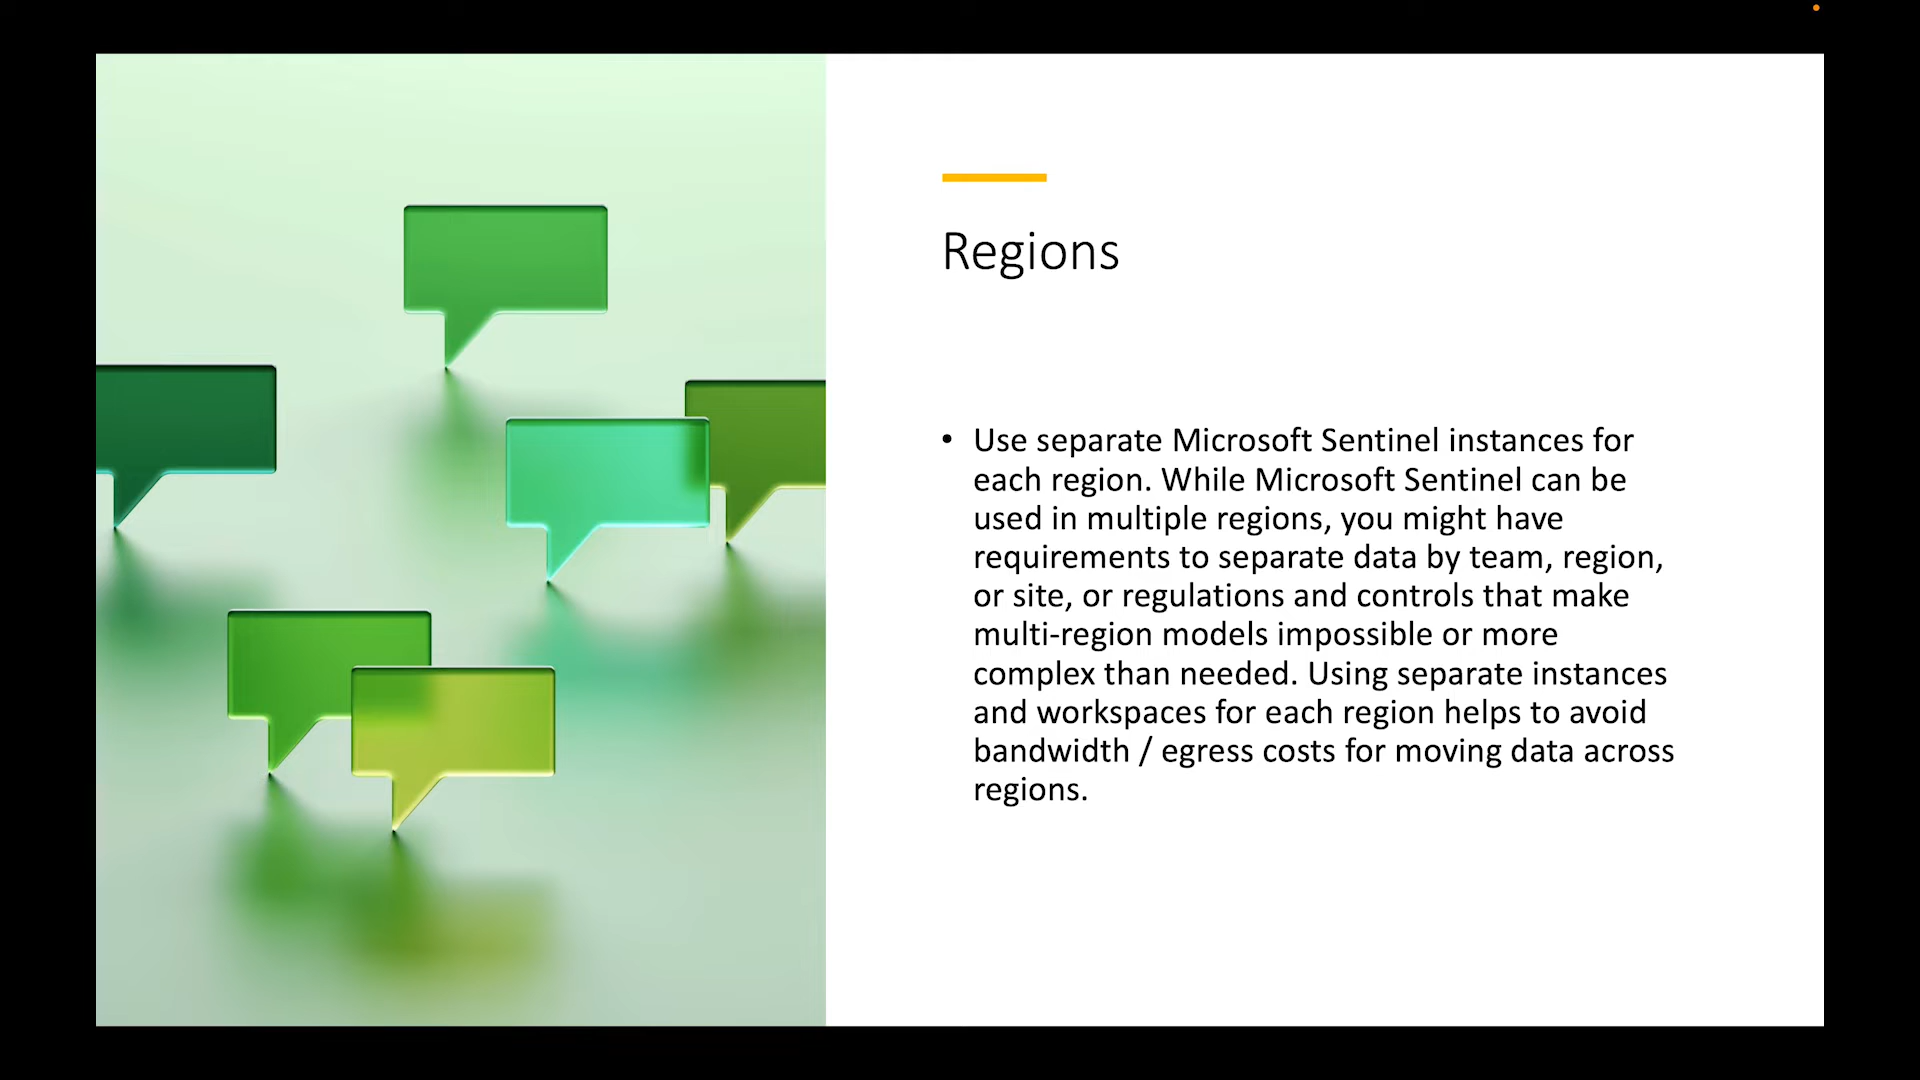 Regions
• Use separate Microsoft Sentinel instances for
each region. While Microsoft Sentinel can be
used in multiple regions, you might have
requirements to separate data by team, region,
or site, or regulations and controls that make
multi-region models impossible or more
complex than needed. Using separate instances
and workspaces for each region helps to avoid
bandwidth / egress costs for moving data across
regions.